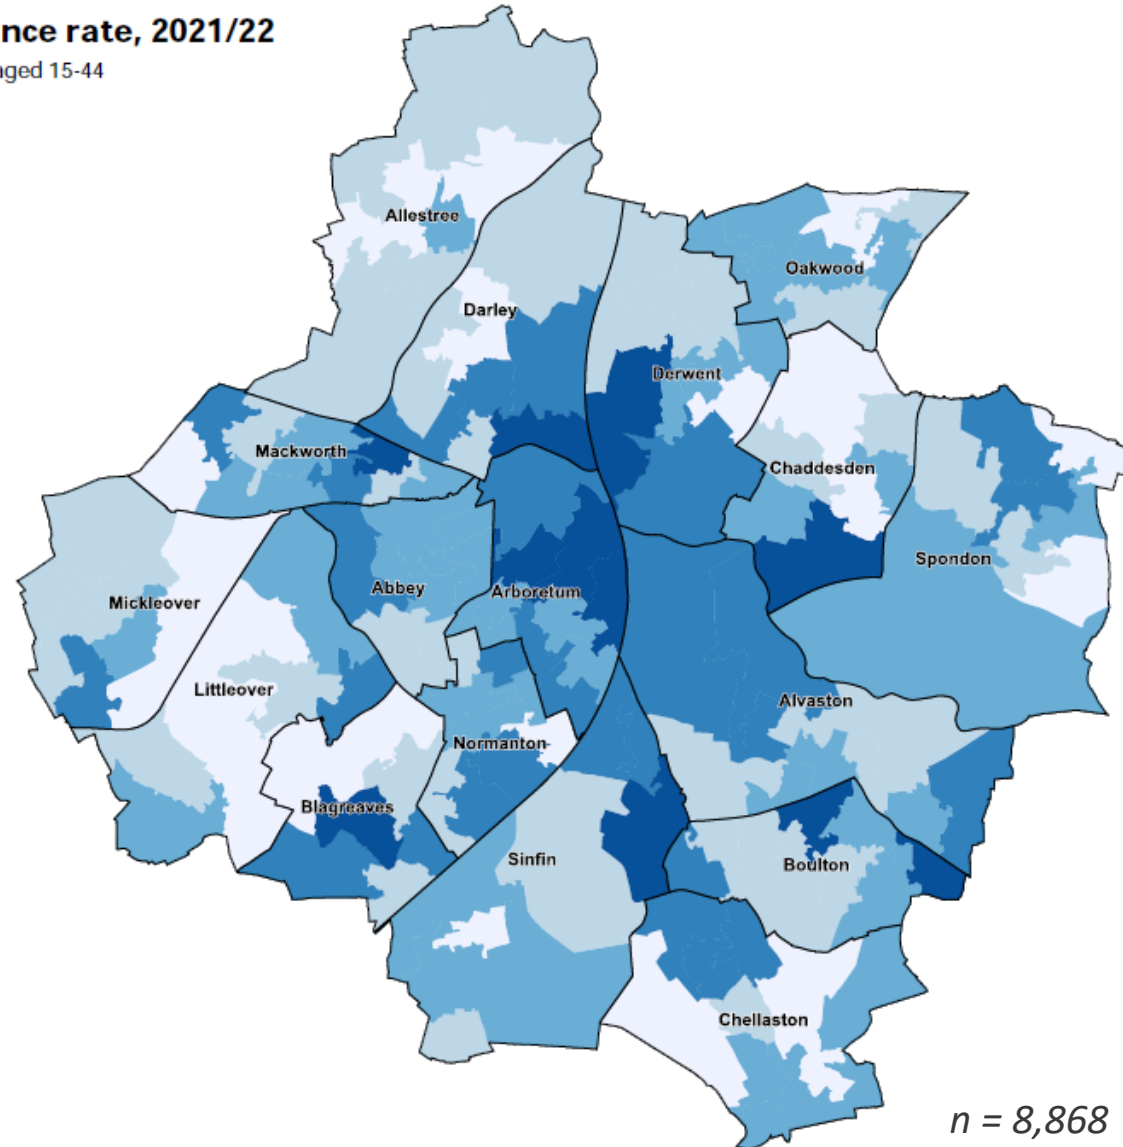 nce rate, 2021/22
aged 15-44
Allestree
Oakwood
Darley
Derwent
Mackworth
Chaddesden
Spondon
Abbey
Arboretum
Mickleover
Littleover
Alvaston
Normanton
Blagreaves
Sinfin
Boulton
Chellaston
n = 8,868